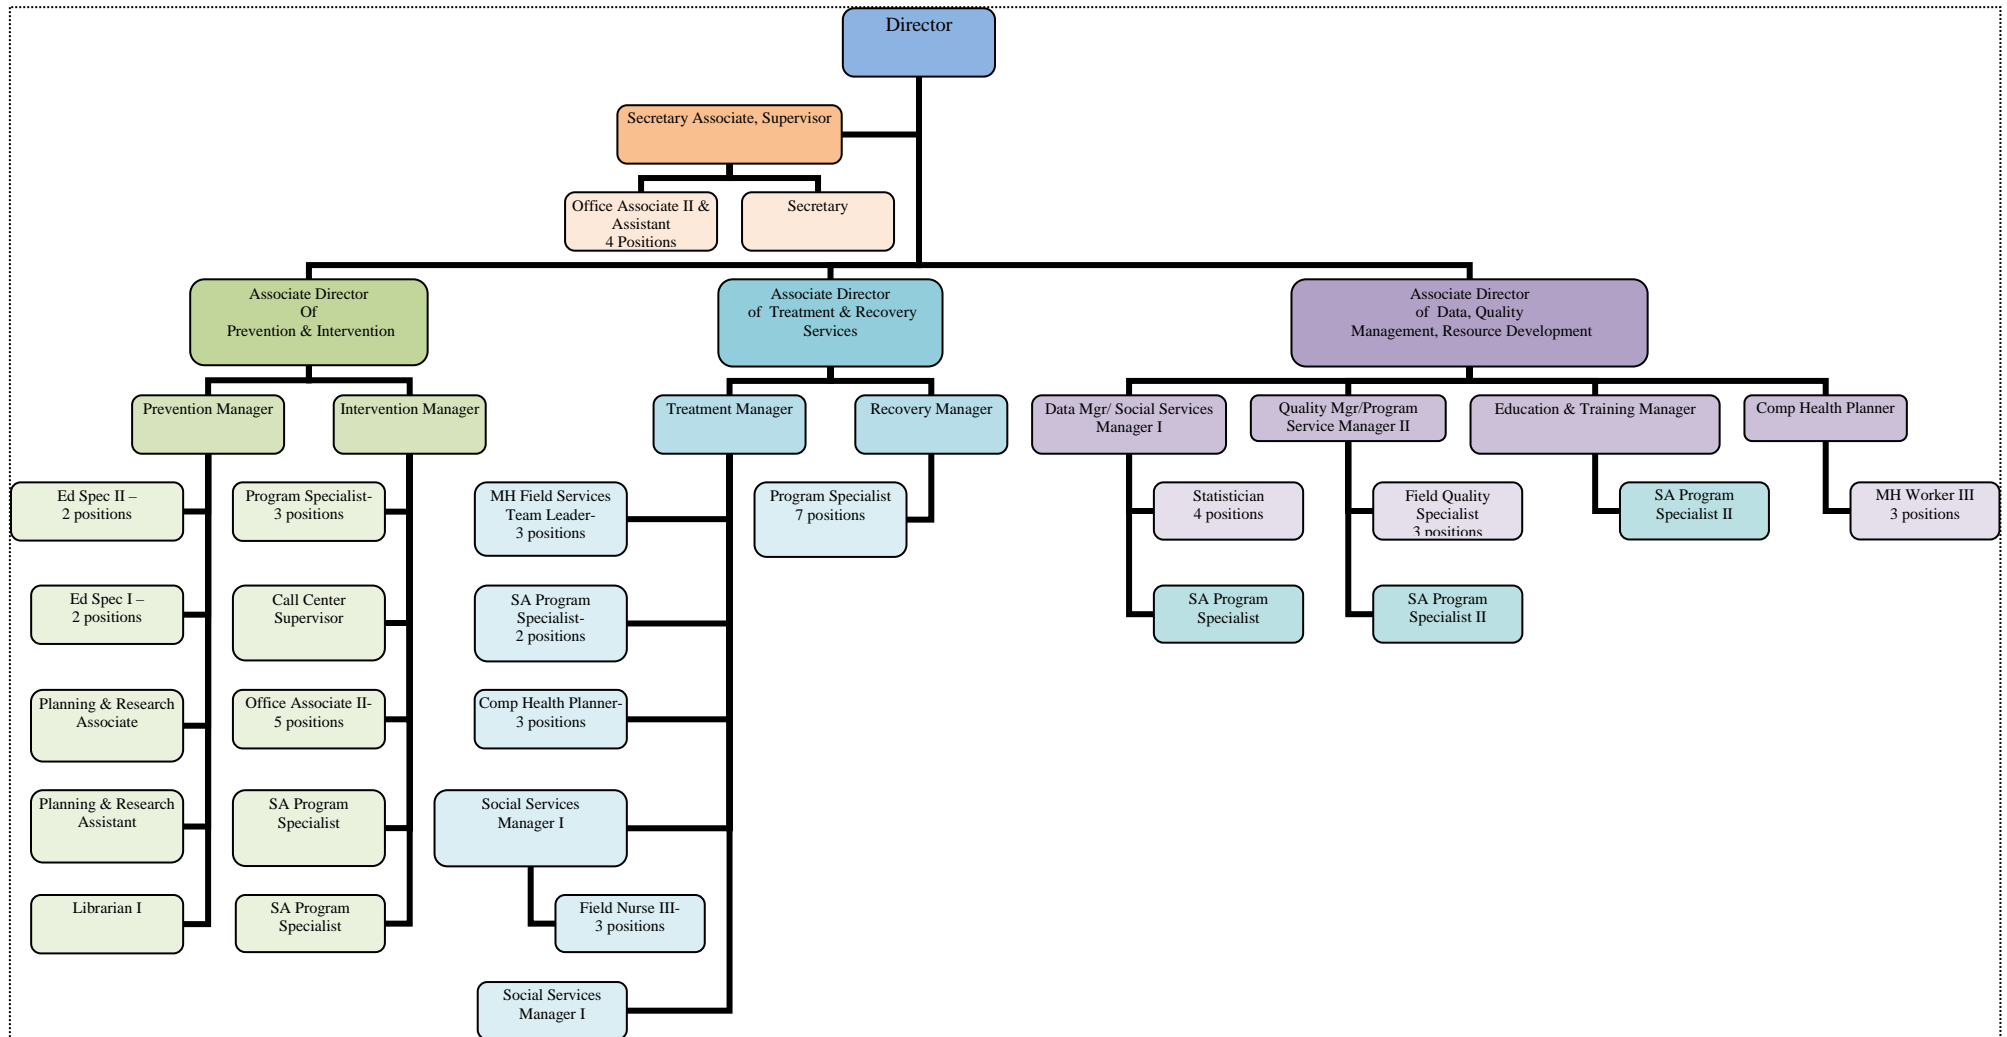 Director
Secretary Associate, Supervisor
Office Associate II &
Assistant
4 Positions
Secretary
Associate Director
Of
Prevention & Intervention
Associate Director
of Treatment & Recovery
Services
Associate Director
of Data, Quality
Management, Resource Development
Prevention Manager
Intervention Manager
Treatment Manager
Recovery Manager
Data Mgr/ Social Services
Manager I
Quality Mgr/Program
Service Manager II
Education & Training Manager
Comp Health Planner
Ed Spec II –
2 positions
Program Specialist-
3 positions
MH Field Services
Team Leader-
3 positions
Program Specialist
7 positions
Statistician
4 positions
Field Quality
Specialist
3 positions
SA Program
Specialist II
MH Worker III
3 positions
Ed Spec I –
2 positions
Call Center
Supervisor
SA Program
Specialist-
2 positions
SA Program
Specialist
SA Program
Specialist II
Planning & Research
Associate
Office Associate II-
5 positions
Comp Health Planner-
3 positions
Planning & Research
Assistant
SA Program
Specialist
Social Services
Manager I
Librarian I
SA Program
Specialist
Field Nurse III-
3 positions
Social Services
Manager I